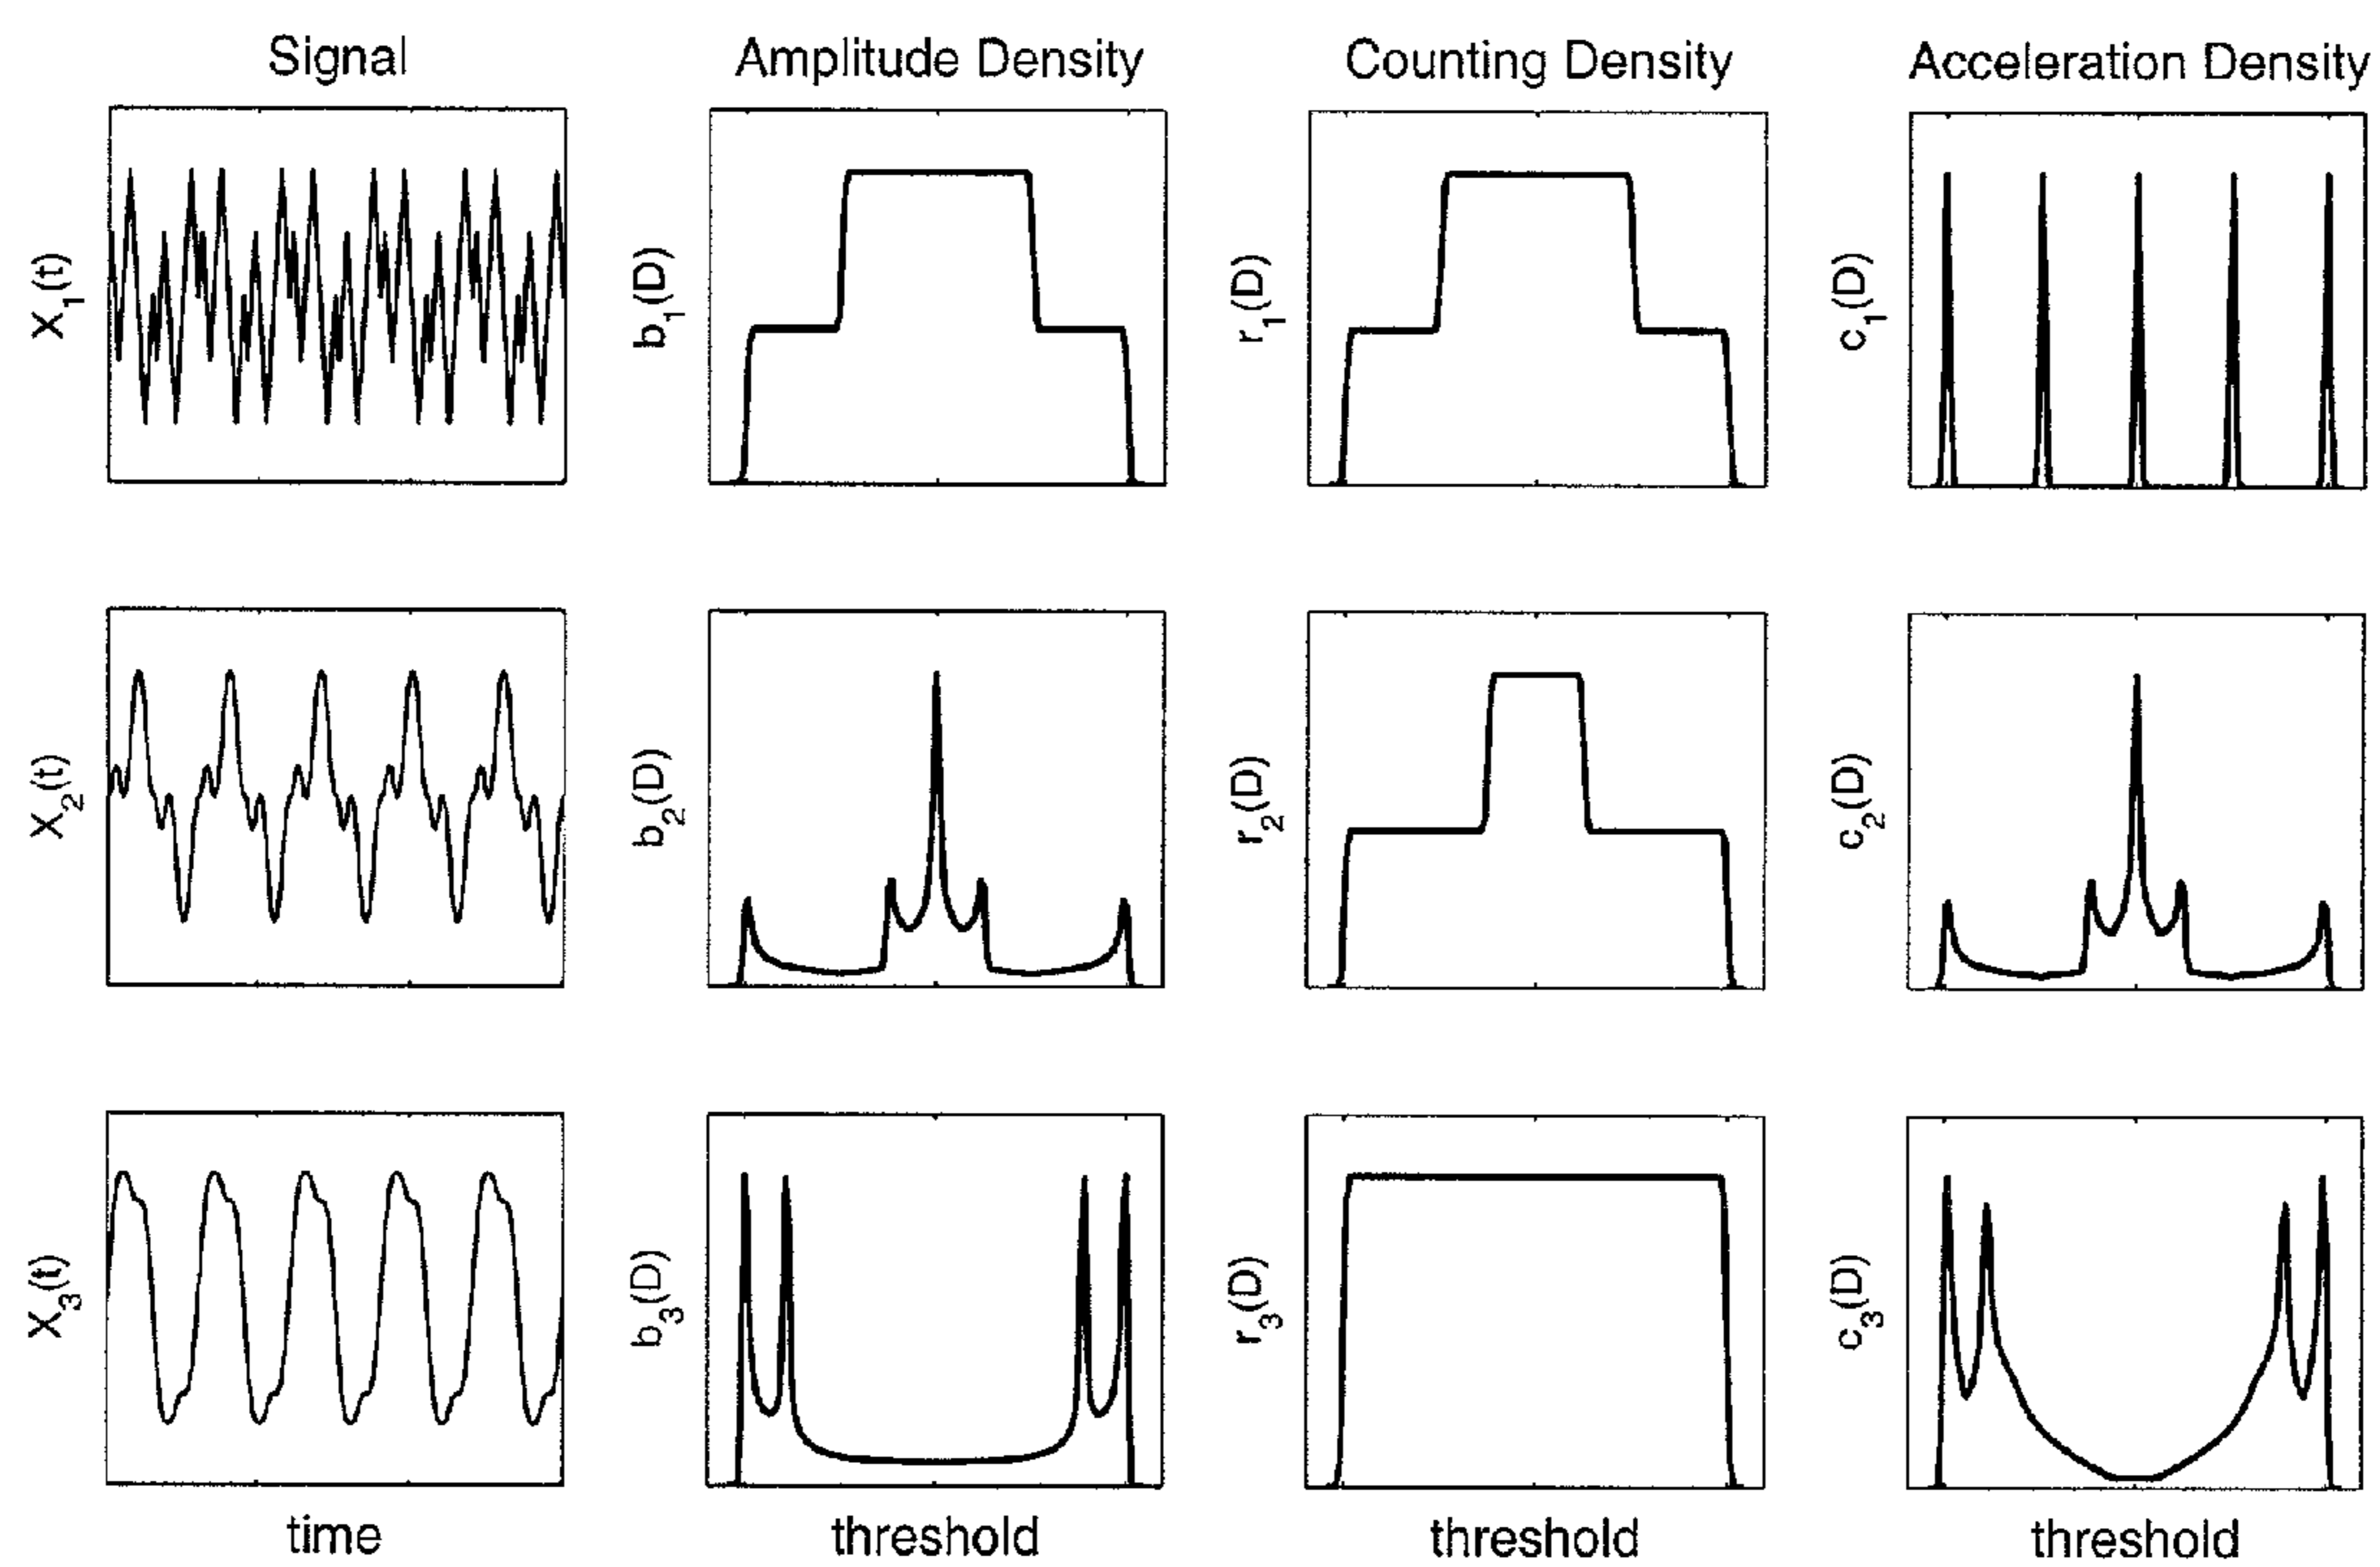 Signal Amplitude Density Counting Density Acceleration Density
X₁(t) b₁(D) r₁(D) c₁(D)
X₂(t) b₂(D) r₂(D) c₂(D)
X₃(t) b₃(D) r₃(D) c₃(D)
time threshold threshold threshold